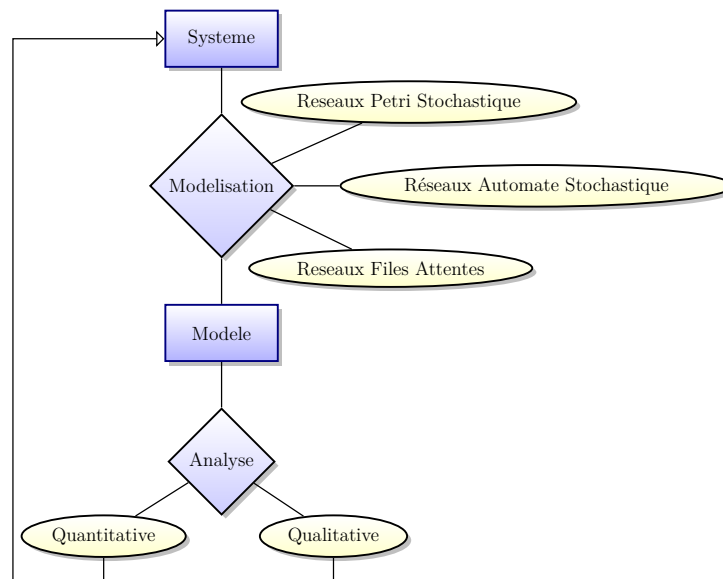 Systeme
Reseaux Petri Stochastique
Modelisation
Réseaux Automate Stochastique
Reseaux Files Attentes
Modele
Analyse
Quantitative
Qualitative